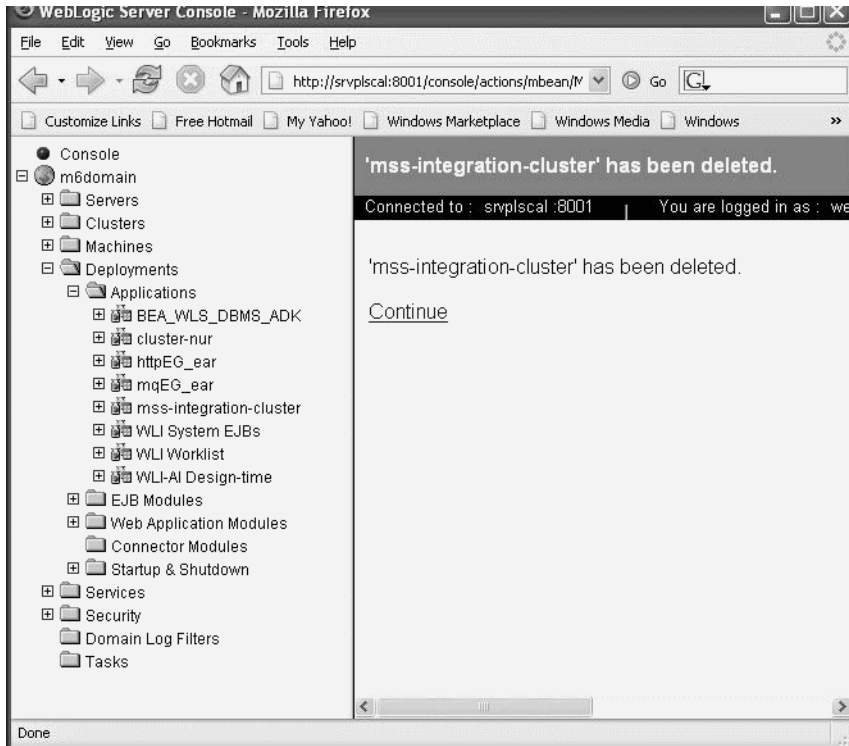 WebLogic Server Console - Mozilla Firefox
File Edit View Go Bookmarks Tools Help
http://srvplscal:8001/console/actions/mbean/M Go G
Customize Links Free Hotmail My Yahoo! Windows Marketplace Windows Media Windows »
Console
m6domain
Servers
Clusters
Machines
Deployments
Applications
BEA_WLS_DBMS_ADK
cluster-nur
httpEG_ear
mqEG_ear
mss-integration-cluster
WLI System EJBs
WLI Worklist
WLI-AI Design-time
EJB Modules
Web Application Modules
Connector Modules
Startup & Shutdown
Services
Security
Domain Log Filters
Tasks
'mss-integration-cluster' has been deleted.
Connected to : srvplscal :8001 You are logged in as : we
'mss-integration-cluster' has been deleted.
Continue
Done